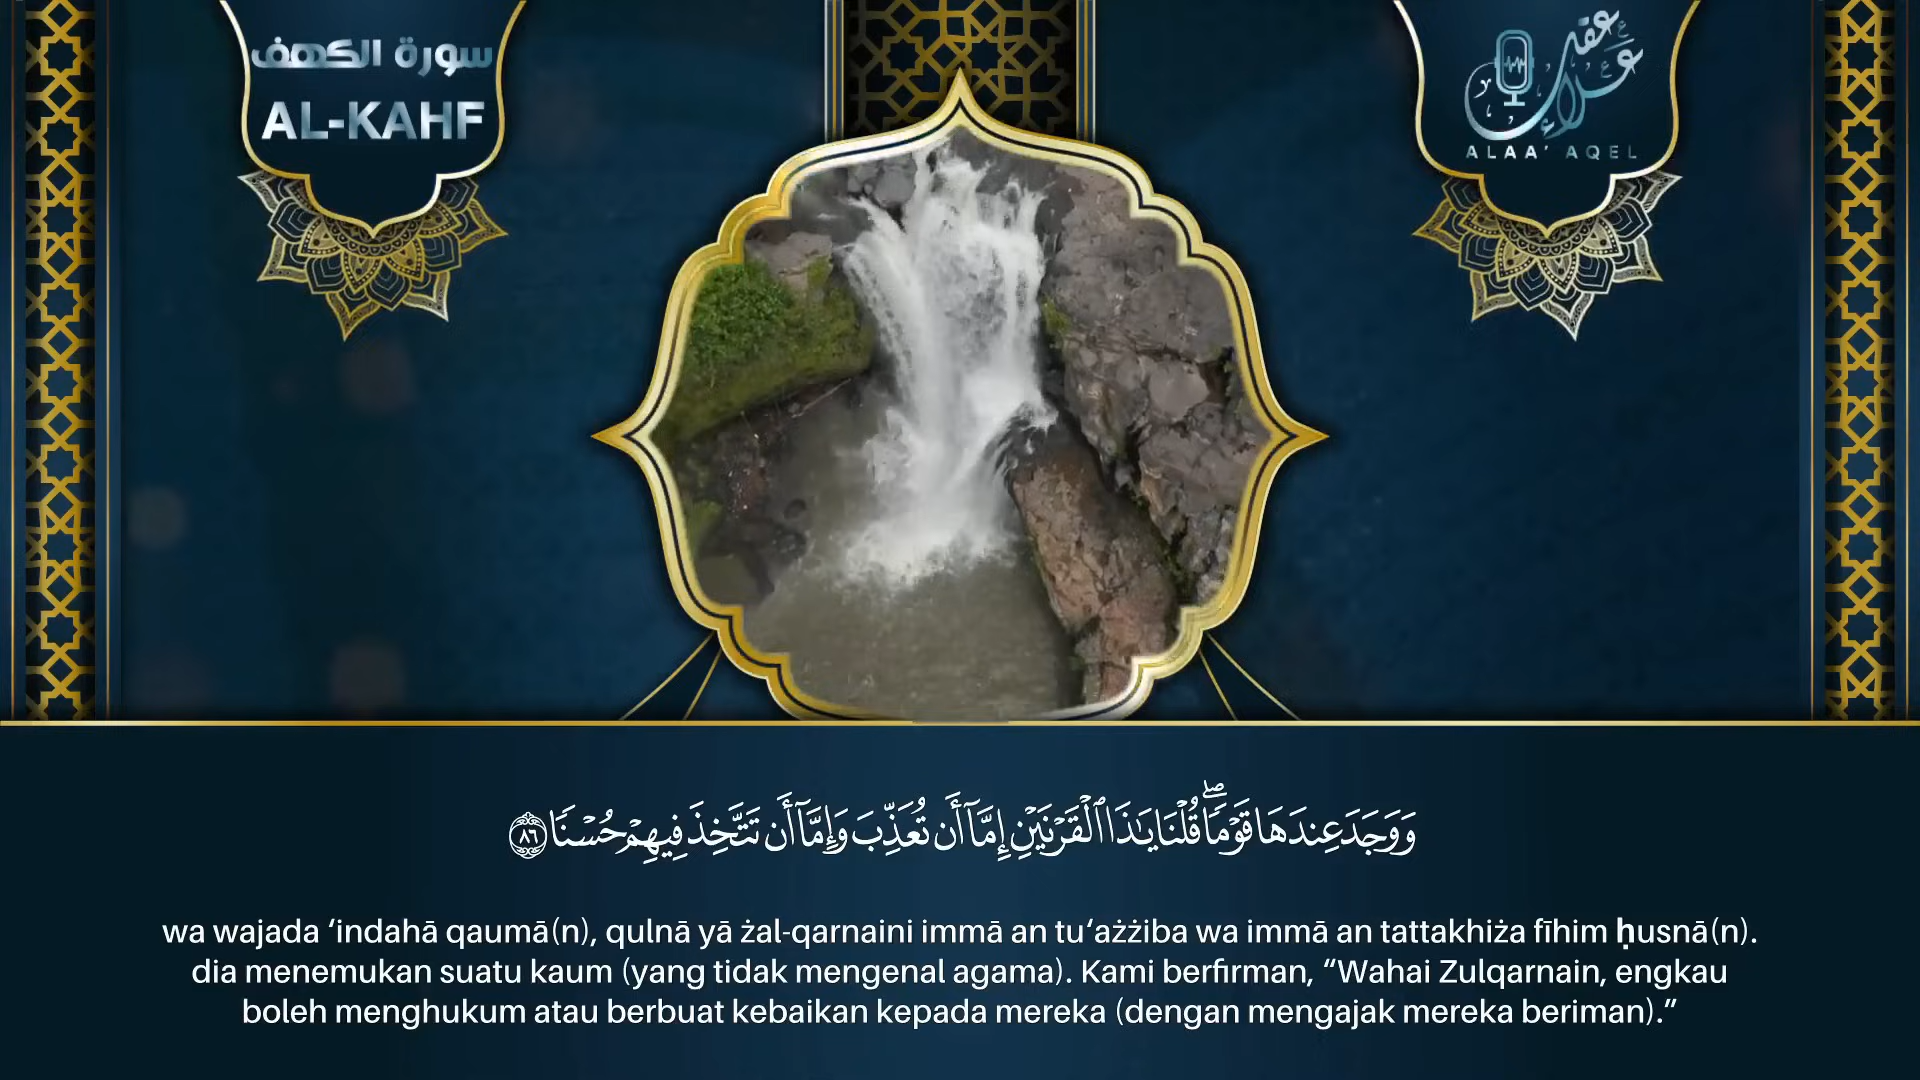 سورة الكهف
AL-KAHF
علاء عقل
ALAA' AQEL
وَوَجَدَ عِندَهَا قَوْمًاۖ قُلْنَا يَـٰذَا ٱلْقَرْنَيْنِ إِمَّآ أَن تُعَذِّبَ وَإِمَّآ أَن تَتَّخِذَ فِيهِمْ حُسْنًا ٨٦
wa wajada ‘indahā qaumā(n), qulnā yā żal-qarnaini immā an tu‘ażżiba wa immā an tattakhiża fīhim ḥusnā(n).
dia menemukan suatu kaum (yang tidak mengenal agama). Kami berfirman, “Wahai Zulqarnain, engkau
boleh menghukum atau berbuat kebaikan kepada mereka (dengan mengajak mereka beriman).”